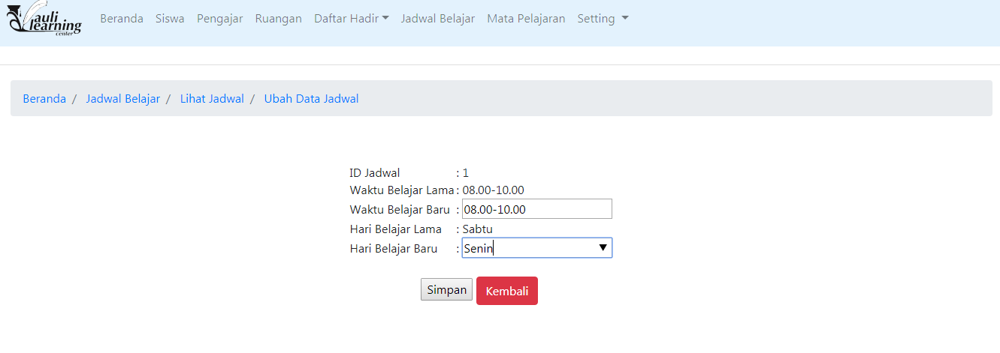 auli
learning
center
Beranda Siswa Pengajar Ruangan Daftar Hadir Jadwal Belajar Mata Pelajaran Setting
Beranda / Jadwal Belajar / Lihat Jadwal / Ubah Data Jadwal
ID Jadwal : 1
Waktu Belajar Lama : 08.00-10.00
Waktu Belajar Baru : 08.00-10.00
Hari Belajar Lama : Sabtu
Hari Belajar Baru : Senin
Simpan Kembali